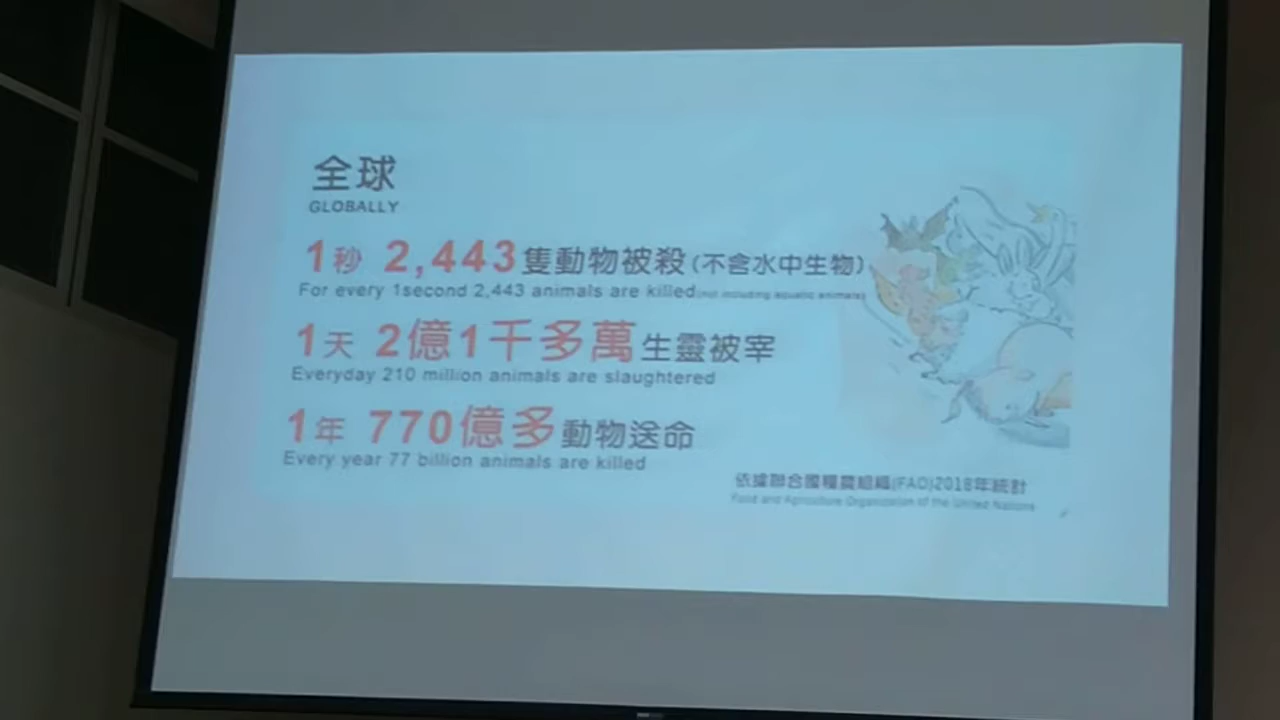 全球
GLOBALLY
1秒 2,443隻動物被殺(不含水中生物)
For every 1second 2,443 animals are killed(not including aquatic animals)
1天 2億1千多萬生靈被宰
Everyday 210 million animals are slaughtered
1年 770億多動物送命
Every year 77 billion animals are killed
依據聯合國糧農組織(FAO)2018年統計
Food and Agriculture Organization of the United Nations